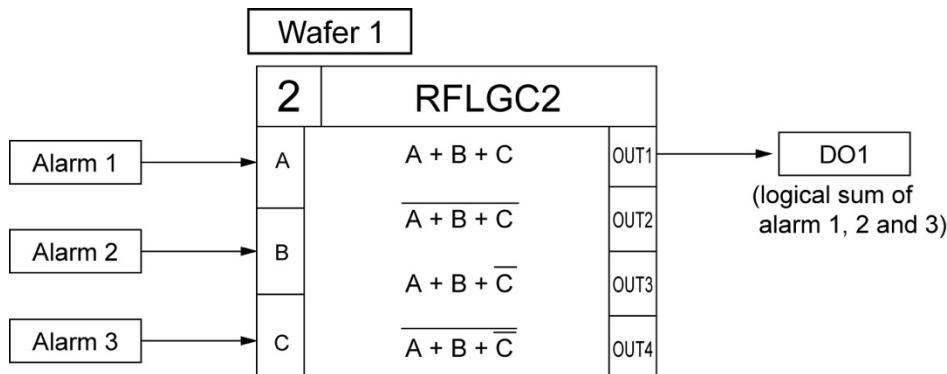 Wafer 1
2 RFLGC2
Alarm 1 A A + B + C OUT1 DO1
(logical sum of
alarm 1, 2 and 3)
A̅ ̅+̅ ̅B̅ ̅+̅ ̅C̅ OUT2
Alarm 2 B
A + B + C̅ OUT3
Alarm 3 C A̅ ̅+̅ ̅B̅ ̅+̅ ̅C̿ OUT4